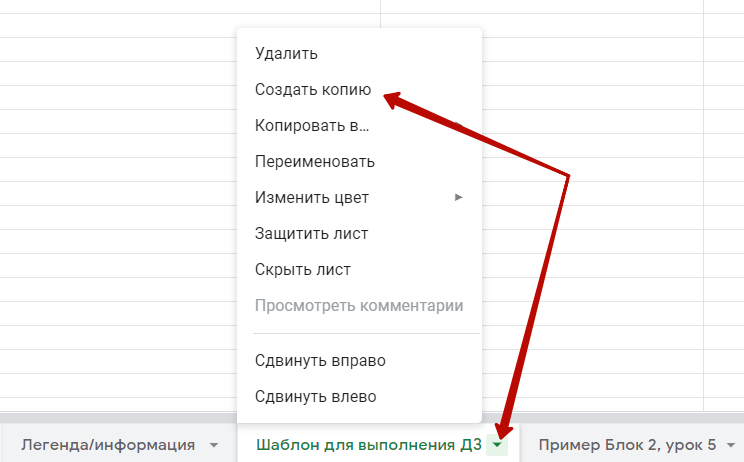 Удалить
Создать копию
Копировать в…
Переименовать
Изменить цвет
Защитить лист
Скрыть лист
Просмотреть комментарии
Сдвинуть вправо
Сдвинуть влево
Легенда/информация
Шаблон для выполнения ДЗ
Пример Блок 2, урок 5